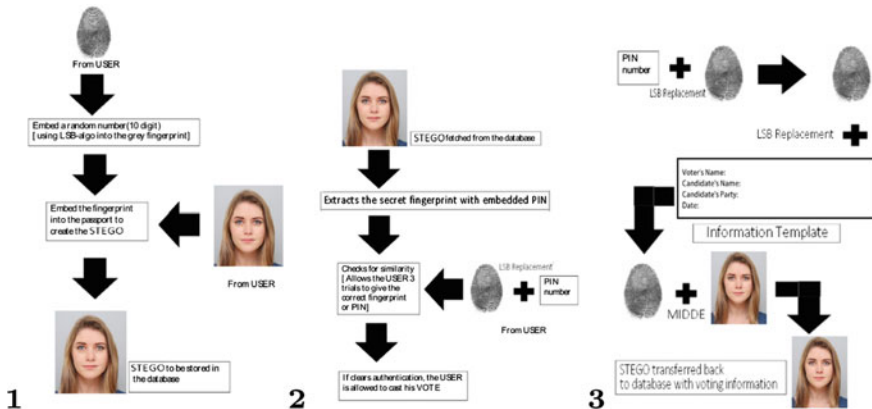 From USER
Embed a random number(10 digit)
[ using LSB-algo into the grey fingerprint]
Embed the fingerprint
into the passport to
create the STEGO
From USER
STEGO to be stored in
the database
1
STEGO fetched from the database
Extracts the secret fingerprint with embedded PIN
Checks for similarity
[ Allows the USER 3
trials to give the
correct fingerprint
or PIN]
LSB Replacement
PIN
number
From USER
If clears authentication, the USER
is allowed to cast his VOTE
2
PIN
number
LSB Replacement
LSB Replacement
Voter's Name:
Candidate's Name:
Candidate's Party:
Date:
Information Template
MIDDE
STEGO transferred back
to database with voting information
3